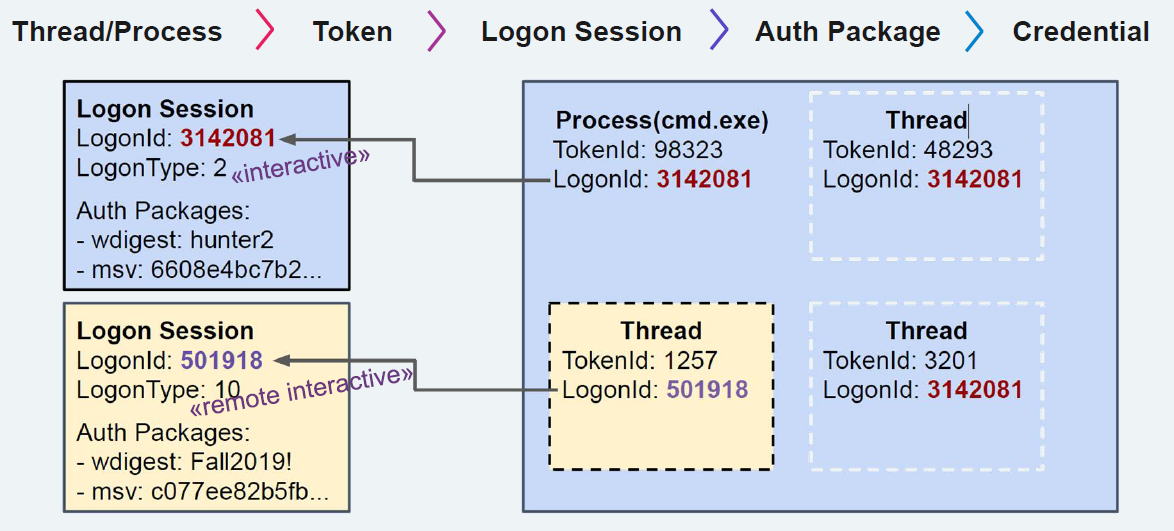 Thread/Process > Token > Logon Session > Auth Package > Credential
Logon Session
LogonId: 3142081
LogonType: 2 «interactive»
Auth Packages:
- wdigest: hunter2
- msv: 6608e4bc7b2...
Logon Session
LogonId: 501918
LogonType: 10 «remote interactive»
Auth Packages:
- wdigest: Fall2019!
- msv: c077ee82b5fb...
Process(cmd.exe)
TokenId: 98323
LogonId: 3142081
Thread
TokenId: 48293
LogonId: 3142081
Thread
TokenId: 1257
LogonId: 501918
Thread
TokenId: 3201
LogonId: 3142081